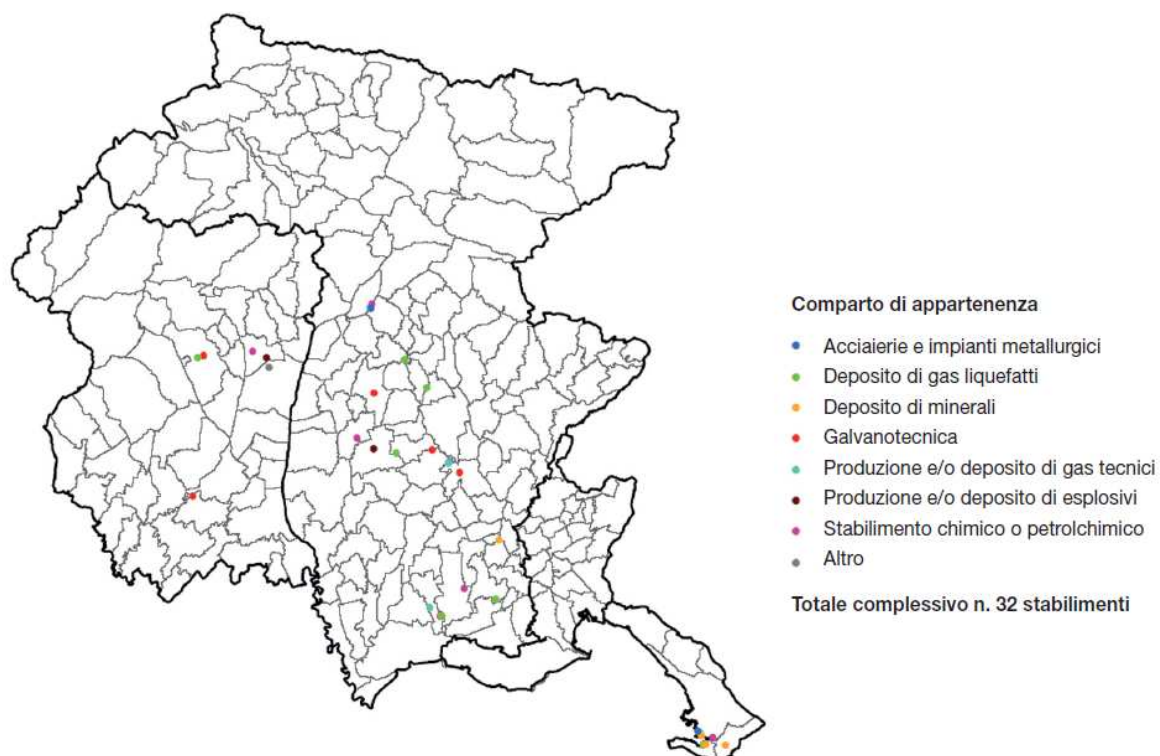 Comparto di appartenenza
Acciaierie e impianti metallurgici
Deposito di gas liquefatti
Deposito di minerali
Galvanotecnica
Produzione e/o deposito di gas tecnici
Produzione e/o deposito di esplosivi
Stabilimento chimico o petrolchimico
Altro
Totale complessivo n. 32 stabilimenti